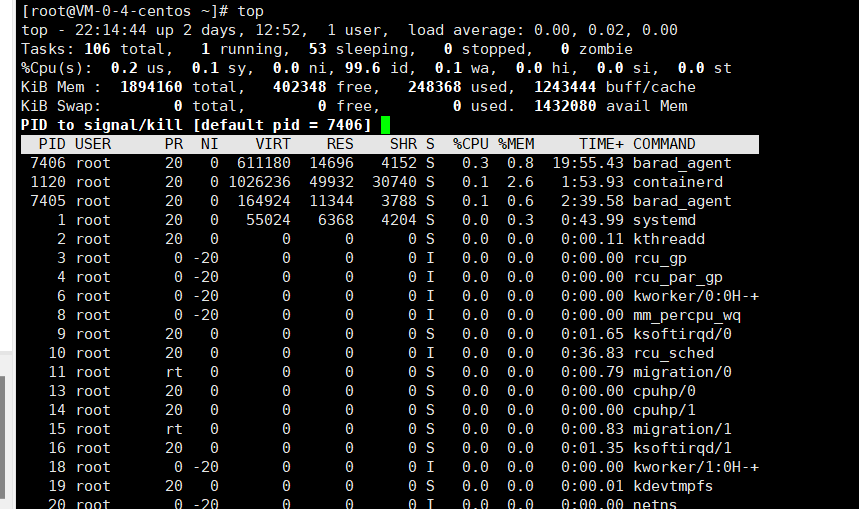 [root@VM-0-4-centos ~]# top
top - 22:14:44 up 2 days, 12:52,  1 user,  load average: 0.00, 0.02, 0.00
Tasks: 106 total,   1 running,  53 sleeping,   0 stopped,   0 zombie
%Cpu(s):  0.2 us,  0.1 sy,  0.0 ni, 99.6 id,  0.1 wa,  0.0 hi,  0.0 si,  0.0 st
KiB Mem :  1894160 total,   402348 free,   248368 used,  1243444 buff/cache
KiB Swap:        0 total,        0 free,        0 used.  1432080 avail Mem
PID to signal/kill [default pid = 7406]
  PID USER      PR  NI    VIRT    RES    SHR S  %CPU %MEM     TIME+ COMMAND
 7406 root      20   0  611180  14696   4152 S   0.3  0.8  19:55.43 barad_agent
 1120 root      20   0 1026236  49932  30740 S   0.1  2.6   1:53.93 containerd
 7405 root      20   0  164924  11344   3788 S   0.1  0.6   2:39.58 barad_agent
    1 root      20   0   55024   6368   4204 S   0.0  0.3   0:43.99 systemd
    2 root      20   0       0      0      0 S   0.0  0.0   0:00.11 kthreadd
    3 root       0 -20       0      0      0 I   0.0  0.0   0:00.00 rcu_gp
    4 root       0 -20       0      0      0 I   0.0  0.0   0:00.00 rcu_par_gp
    6 root       0 -20       0      0      0 I   0.0  0.0   0:00.00 kworker/0:0H-+
    8 root       0 -20       0      0      0 I   0.0  0.0   0:00.00 mm_percpu_wq
    9 root      20   0       0      0      0 S   0.0  0.0   0:01.65 ksoftirqd/0
   10 root      20   0       0      0      0 I   0.0  0.0   0:36.83 rcu_sched
   11 root      rt   0       0      0      0 S   0.0  0.0   0:00.79 migration/0
   13 root      20   0       0      0      0 S   0.0  0.0   0:00.00 cpuhp/0
   14 root      20   0       0      0      0 S   0.0  0.0   0:00.00 cpuhp/1
   15 root      rt   0       0      0      0 S   0.0  0.0   0:00.83 migration/1
   16 root      20   0       0      0      0 S   0.0  0.0   0:01.35 ksoftirqd/1
   18 root       0 -20       0      0      0 I   0.0  0.0   0:00.00 kworker/1:0H-+
   19 root      20   0       0      0      0 S   0.0  0.0   0:00.01 kdevtmpfs
   20 root       0 -20       0      0      0 I   0.0  0.0   0:00.00 netns